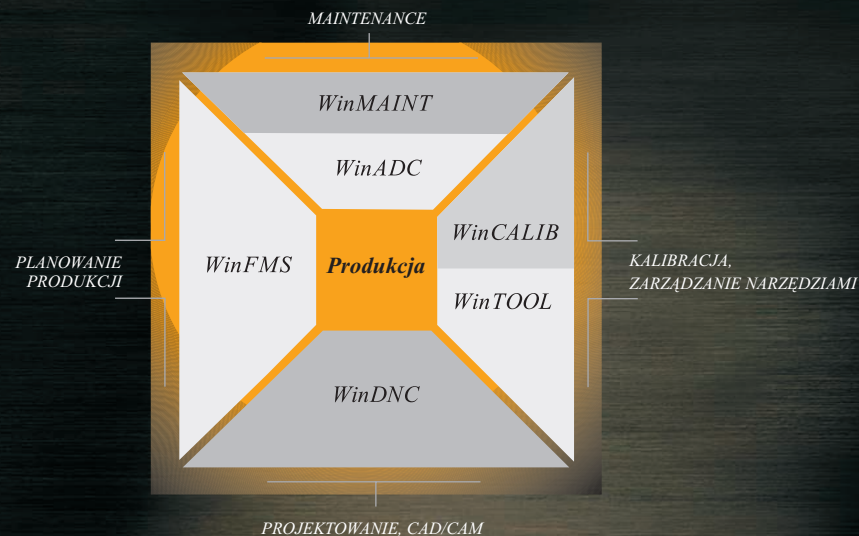 MAINTENANCE
WinMAINT
WinADC
WinCALIB
PLANOWANIE
PRODUKCJI
WinFMS
Produkcja
KALIBRACJA,
ZARZĄDZANIE NARZĘDZIAMI
WinTOOL
WinDNC
PROJEKTOWANIE, CAD/CAM